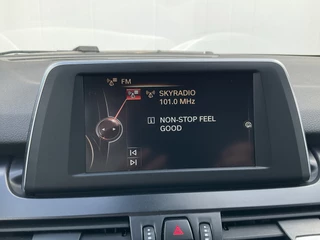 FM
SKYRADIO
101.0 MHz
NON-STOP FEEL
GOOD